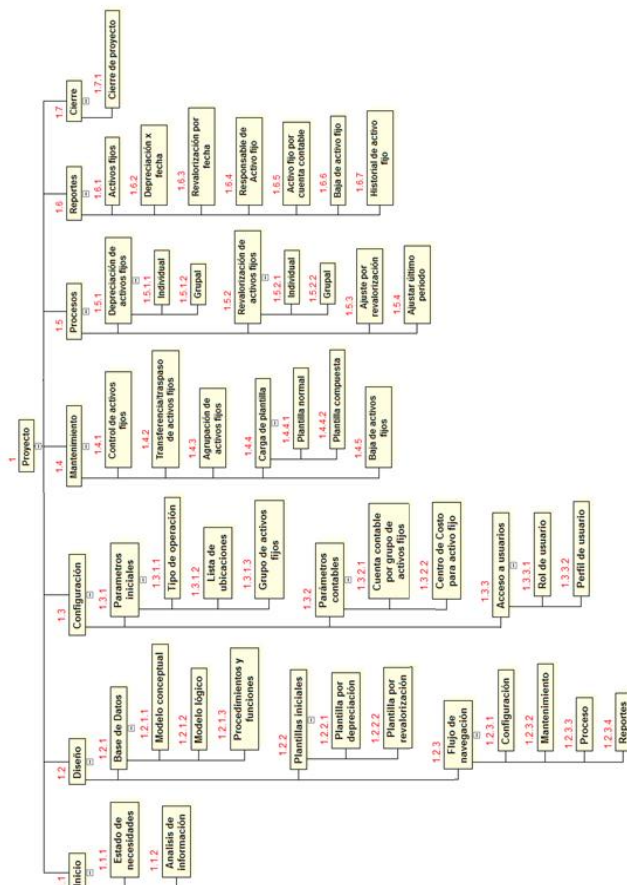 1
Proyecto
1.1
Inicio
1.1.1
Estado de
necesidades
1.1.2
Analisis de
información
1.2
Diseño
1.2.1
Base de Datos
1.2.1.1
Modelo conceptual
1.2.1.2
Modelo lógico
1.2.1.3
Procedimientos y
funciones
1.2.2
Plantillas iniciales
1.2.2.1
Plantilla por
depreciación
1.2.2.2
Plantilla por
revalorización
1.2.3
Flujo de
navegación
1.2.3.1
Configuración
1.2.3.2
Mantenimiento
1.2.3.3
Proceso
1.2.3.4
Reportes
1.3
Configuración
1.3.1
Parametros
iniciales
1.3.1.1
Tipo de operación
1.3.1.2
Lista de
ubicaciones
1.3.1.3
Grupo de activos
fijos
1.3.2
Parámetros
contables
1.3.2.1
Cuenta contable
por grupo de
activos fijos
1.3.2.2
Centro de Costo
para activo fijo
1.3.3
Acceso a usuarios
1.3.3.1
Rol de usuario
1.3.3.2
Perfil de usuario
1.4
Mantenimiento
1.4.1
Control de activos
fijos
1.4.2
Transferencia/traspaso
de activos fijos
1.4.3
Agrupación de
activos fijos
1.4.4
Carga de plantilla
1.4.4.1
Plantilla normal
1.4.4.2
Plantilla compuesta
1.4.5
Baja de activos
fijos
1.5
Procesos
1.5.1
Depreciación de
activos fijos
1.5.1.1
Individual
1.5.1.2
Grupal
1.5.2
Revalorización de
activos fijos
1.5.2.1
Individual
1.5.2.2
Grupal
1.5.3
Ajuste por
revalorización
1.5.4
Ajustar último
periodo
1.6
Reportes
1.6.1
Activos fijos
1.6.2
Depreciación x
fecha
1.6.3
Revalorización por
fecha
1.6.4
Responsable de
Activo fijo
1.6.5
Activo fijo por
cuenta contable
1.6.6
Baja de activo fijo
1.6.7
Historial de activo
fijo
1.7
Cierre
1.7.1
Cierre de proyecto